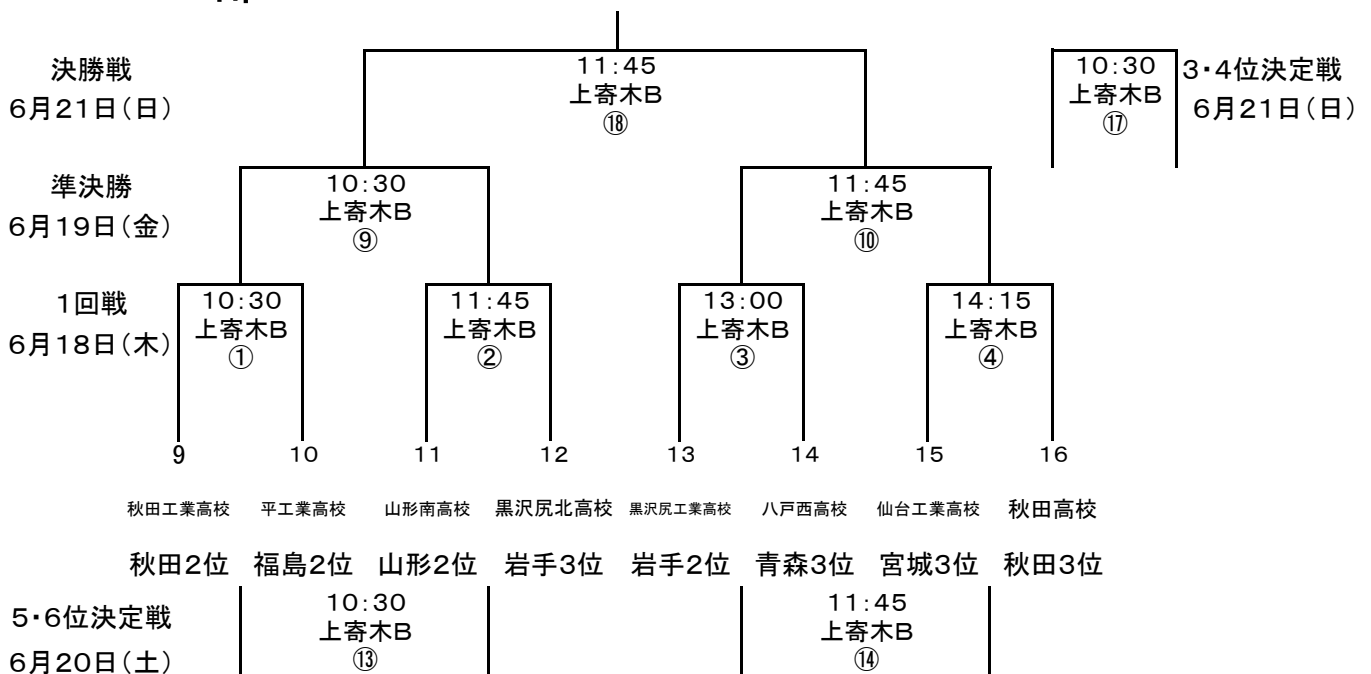 11:45
決勝戦
上寄木B
6月21日(日)
⑱
10:30
3・4位決定戦
上寄木B
6月21日(日)
⑰
準決勝
6月19日(金)
10:30
上寄木B
⑨
11:45
上寄木B
⑩
1回戦
6月18日(木)
10:30
上寄木B
①
11:45
上寄木B
②
13:00
上寄木B
③
14:15
上寄木B
④
9 10 11 12 13 14 15 16
秋田工業高校 平工業高校 山形南高校 黒沢尻北高校 黒沢尻工業高校 八戸西高校 仙台工業高校 秋田高校
秋田2位 福島2位 山形2位 岩手3位 岩手2位 青森3位 宮城3位 秋田3位
5・6位決定戦
6月20日(土)
10:30
上寄木B
⑬
11:45
上寄木B
⑭